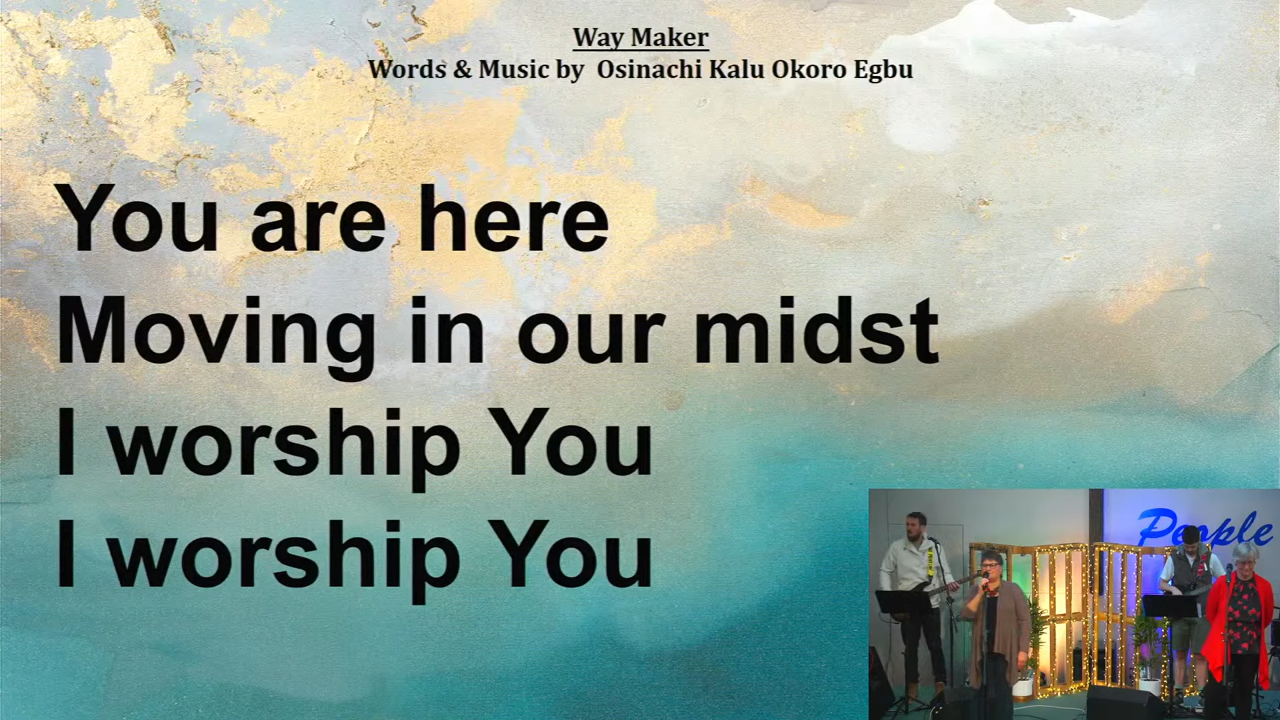 Way Maker
Words & Music by Osinachi Kalu Okoro Egbu
You are here
Moving in our midst
I worship You
I worship You
People